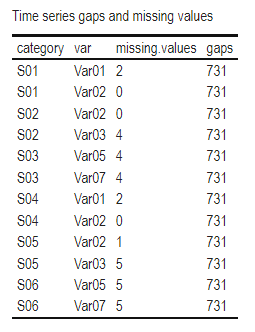 Time series gaps and missing values
category var missing.values gaps
S01 Var01 2 731
S01 Var02 0 731
S02 Var02 0 731
S02 Var03 4 731
S03 Var05 4 731
S03 Var07 4 731
S04 Var01 2 731
S04 Var02 0 731
S05 Var02 1 731
S05 Var03 5 731
S06 Var05 5 731
S06 Var07 5 731